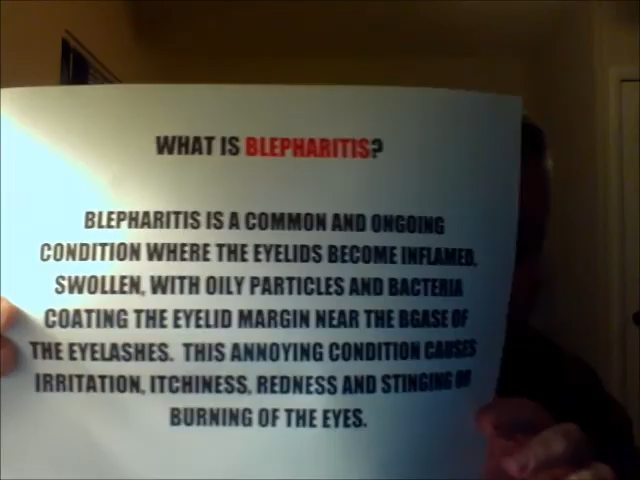 WHAT IS BLEPHARITIS?
BLEPHARITIS IS A COMMON AND ONGOING
CONDITION WHERE THE EYELIDS BECOME INFLAMED,
SWOLLEN, WITH OILY PARTICLES AND BACTERIA
COATING THE EYELID MARGIN NEAR THE BGASE OF
THE EYELASHES. THIS ANNOYING CONDITION CAUSES
IRRITATION, ITCHINESS, REDNESS AND STINGING OR
BURNING OF THE EYES.